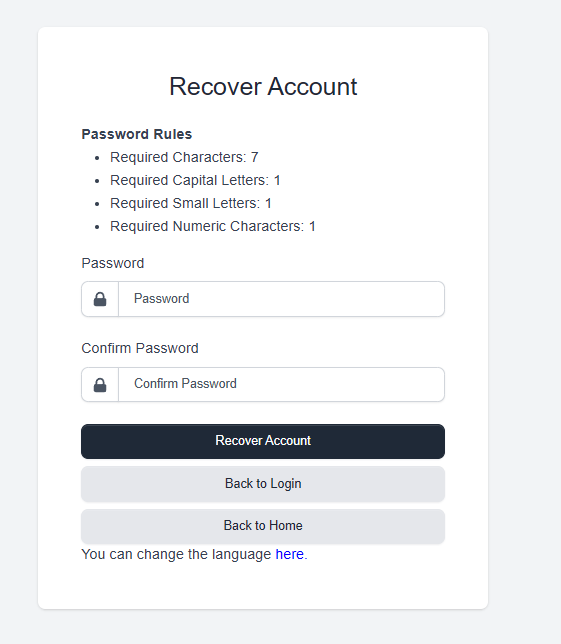 Recover Account
Password Rules
Required Characters: 7
Required Capital Letters: 1
Required Small Letters: 1
Required Numeric Characters: 1
Password
Password
Confirm Password
Confirm Password
Recover Account
Back to Login
Back to Home
You can change the language here.